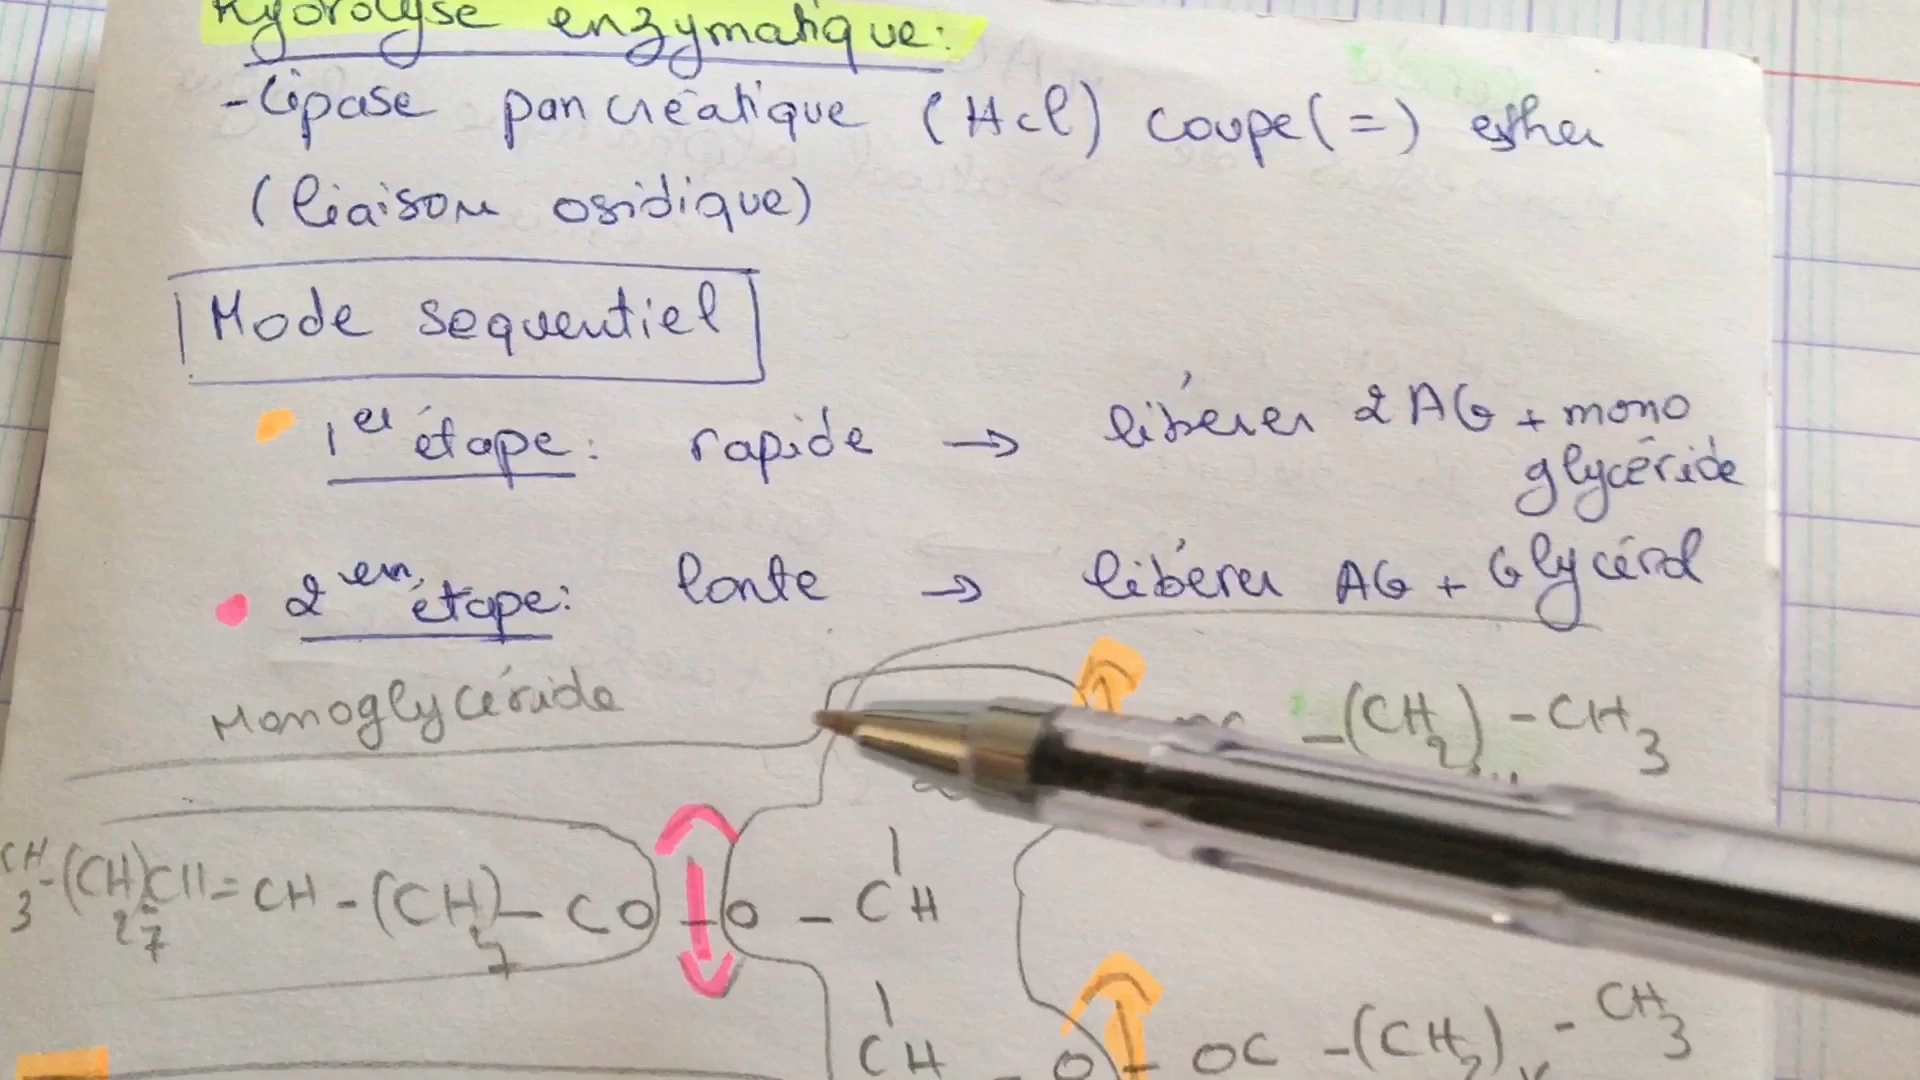 Hydrolyse enzymatique:
- lipase pancréatique (Hcl) coupe (=) esther
(liaison osidique)
Mode sequentiel
1er étape: rapide → libérer 2 AG + mono
glycéride
2em étape: lente → libérer AG + Glycérol
Monoglycéride
-(CH2)... - CH3
CH3-(CH2)7 CH=CH-(CH)7- CO - O - CH
CH - O - OC -(CH2) - CH3